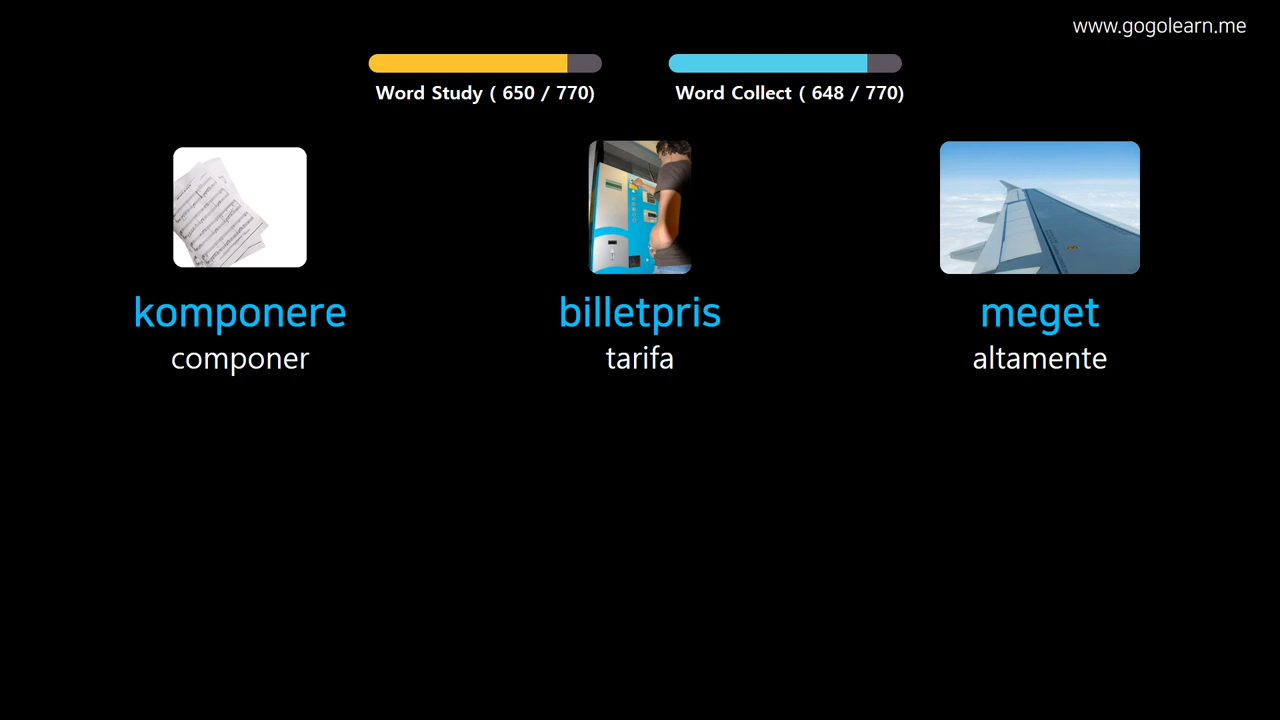 www.gogolearn.me
Word Study ( 650 / 770)
Word Collect ( 648 / 770)
komponere
billetpris
meget
componer
tarifa
altamente